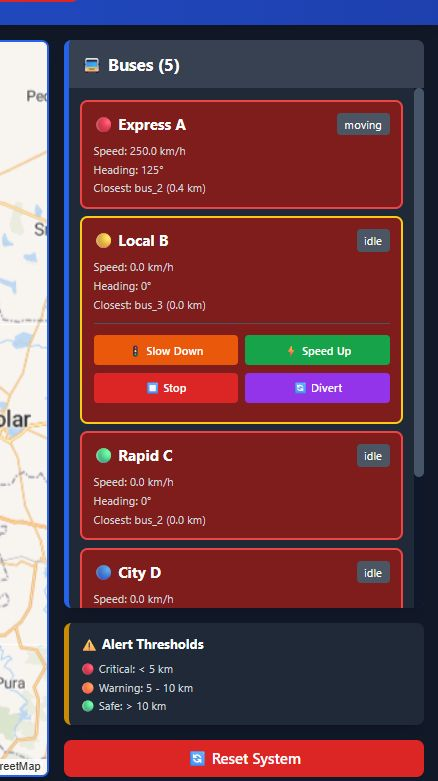 Buses (5)
Express A
moving
Speed: 250.0 km/h
Heading: 125°
Closest: bus_2 (0.4 km)
Local B
idle
Speed: 0.0 km/h
Heading: 0°
Closest: bus_3 (0.0 km)
Slow Down
Speed Up
Stop
Divert
Rapid C
idle
Speed: 0.0 km/h
Heading: 0°
Closest: bus_2 (0.0 km)
City D
idle
Speed: 0.0 km/h
Alert Thresholds
Critical: < 5 km
Warning: 5 - 10 km
Safe: > 10 km
Reset System
olar
Pura
reetMap